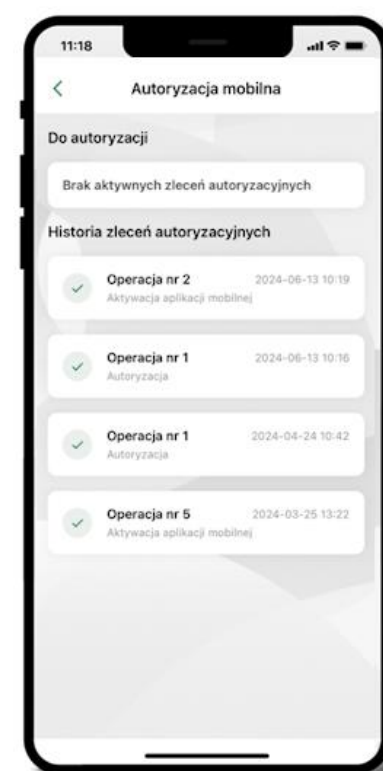 11:18
Autoryzacja mobilna
Do autoryzacji
Brak aktywnych zleceń autoryzacyjnych
Historia zleceń autoryzacyjnych
Operacja nr 2 2024-06-13 10:19
Aktywacja aplikacji mobilnej
Operacja nr 1 2024-06-13 10:16
Autoryzacja
Operacja nr 1 2024-04-24 10:42
Autoryzacja
Operacja nr 5 2024-03-25 13:22
Aktywacja aplikacji mobilnej